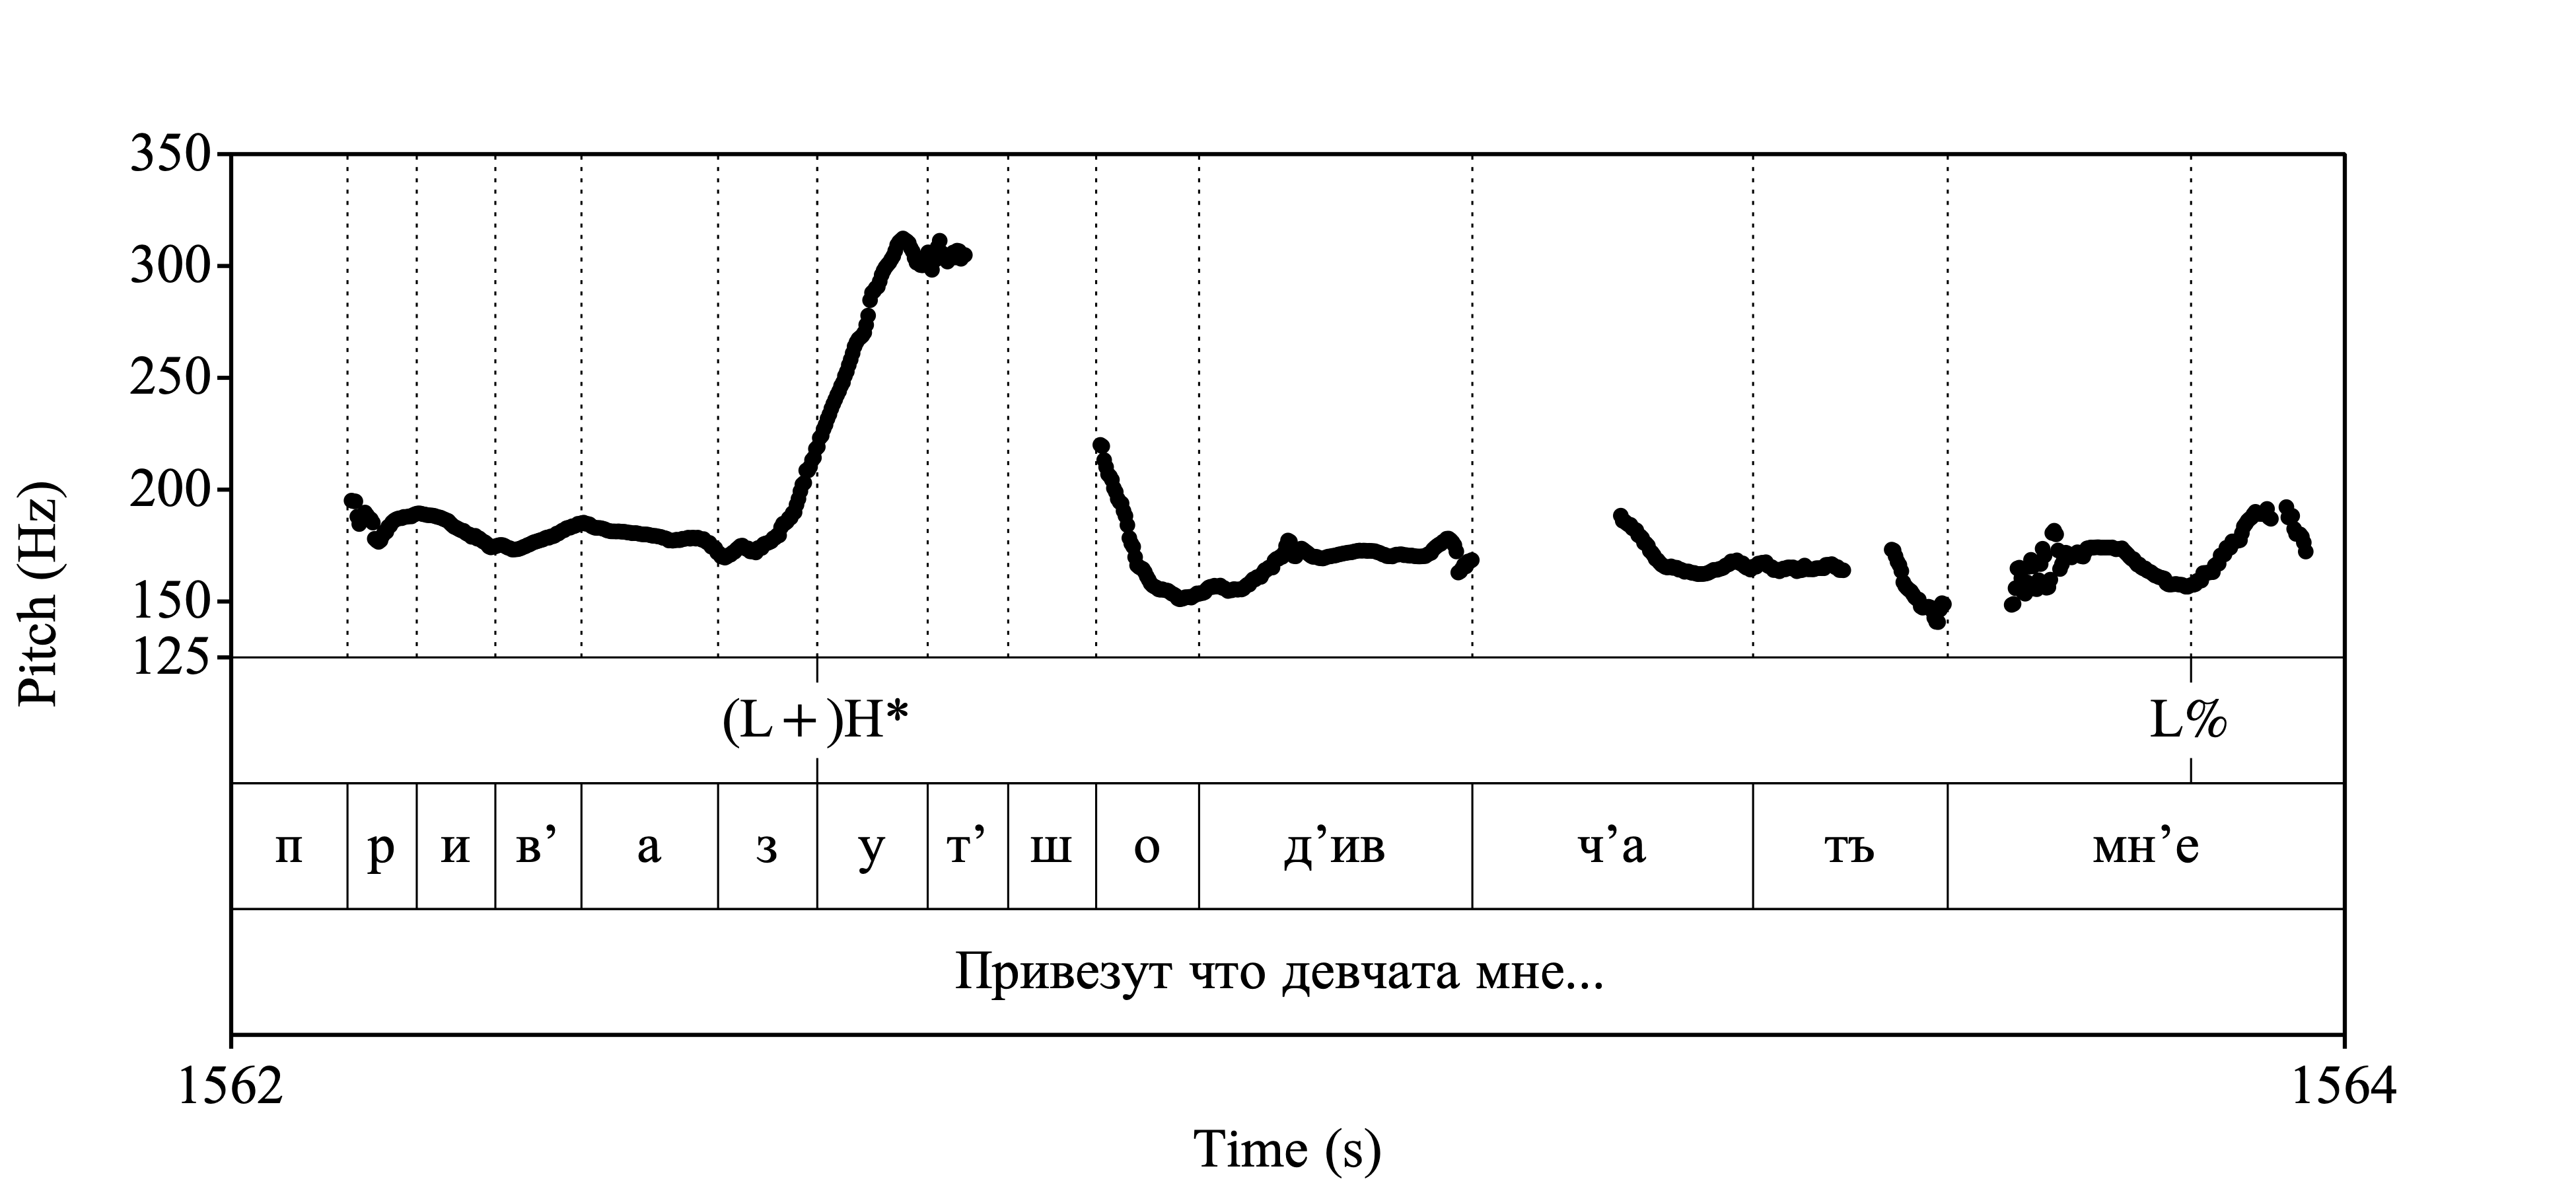 350
300
250
200
150
125
Pitch (Hz)
(L+)H* L%
п р и в’ а з у т’ ш о д’ив ч’а тъ мн’е
Привезут что девчата мне...
1562 1564
Time (s)